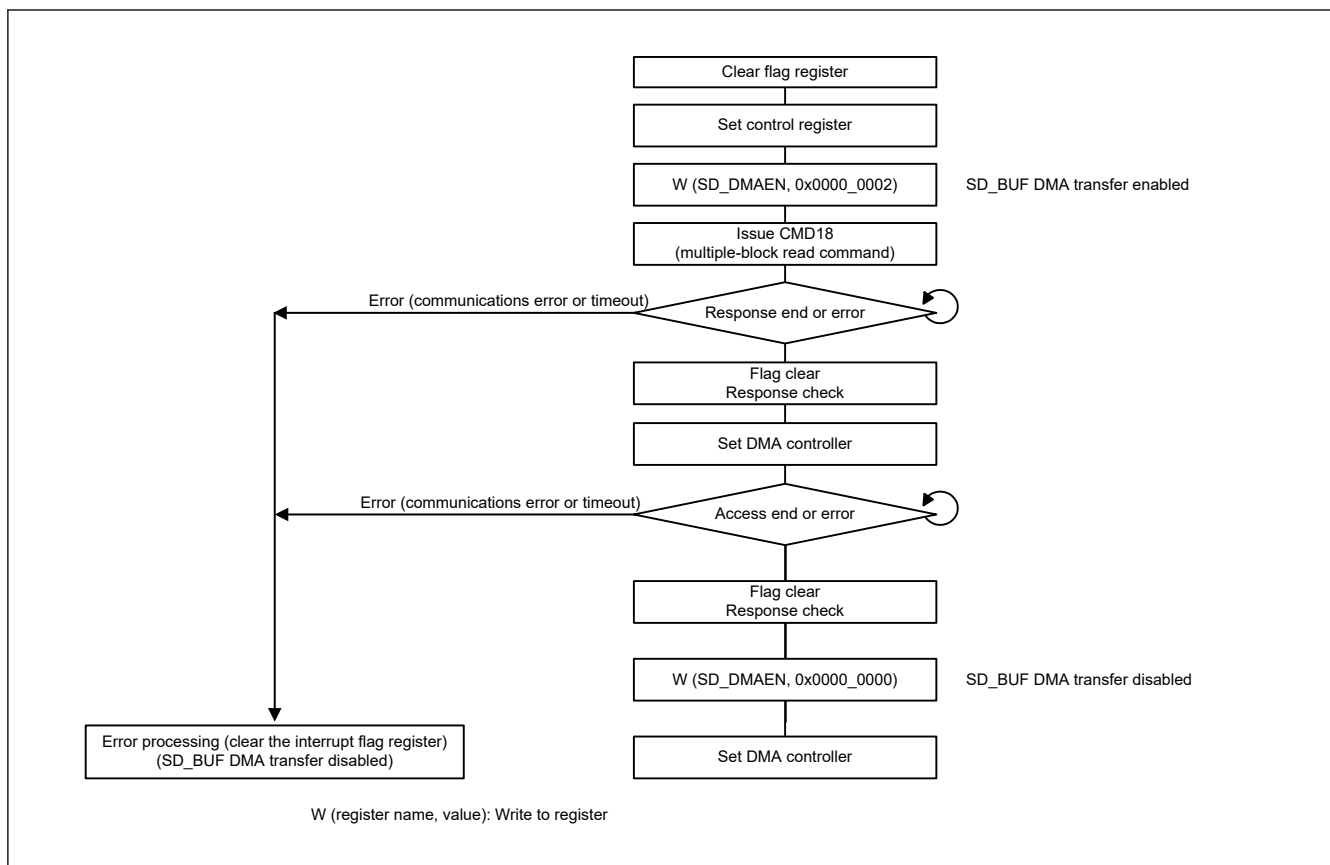 Clear flag register
Set control register
W (SD_DMAEN, 0x0000_0002)
SD_BUF DMA transfer enabled
Issue CMD18
(multiple-block read command)
Error (communications error or timeout)
Response end or error
Flag clear
Response check
Set DMA controller
Error (communications error or timeout)
Access end or error
Flag clear
Response check
W (SD_DMAEN, 0x0000_0000)
SD_BUF DMA transfer disabled
Error processing (clear the interrupt flag register)
(SD_BUF DMA transfer disabled)
Set DMA controller
W (register name, value): Write to register